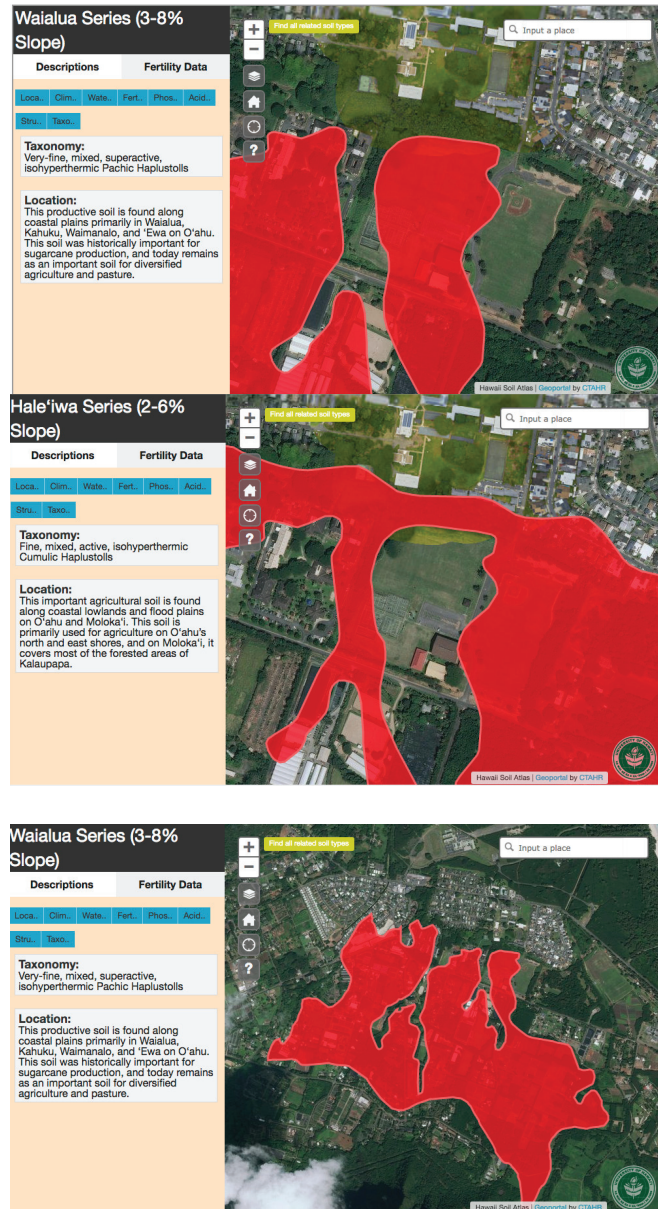 Waialua Series (3-8%
Slope)
Descriptions
Fertility Data
Loca..
Clim..
Wate..
Fert..
Phos..
Acid..
Stru..
Taxo..
Taxonomy:
Very-fine, mixed, superactive,
isohyperthermic Pachic Haplustolls
Location:
This productive soil is found along
coastal plains primarily in Waialua,
Kahuku, Waimanalo, and ʻEwa on Oʻahu.
This soil was historically important for
sugarcane production, and today remains
as an important soil for diversified
agriculture and pasture.
+
−
?
Find all related soil types
Input a place
Hawaii Soil Atlas | Geoportal by CTAHR
Haleʻiwa Series (2-6%
Slope)
Descriptions
Fertility Data
Loca..
Clim..
Wate..
Fert..
Phos..
Acid..
Stru..
Taxo..
Taxonomy:
Fine, mixed, active, isohyperthermic
Cumulic Haplustolls
Location:
This important agricultural soil is found
along coastal lowlands and flood plains
on Oʻahu and Molokaʻi. This soil is
primarily used for agriculture on Oʻahu's
north and east shores, and on Molokaʻi, it
covers most of the forested areas of
Kalaupapa.
+
−
?
Find all related soil types
Input a place
Hawaii Soil Atlas | Geoportal by CTAHR
Waialua Series (3-8%
Slope)
Descriptions
Fertility Data
Loca..
Clim..
Wate..
Fert..
Phos..
Acid..
Stru..
Taxo..
Taxonomy:
Very-fine, mixed, superactive,
isohyperthermic Pachic Haplustolls
Location:
This productive soil is found along
coastal plains primarily in Waialua,
Kahuku, Waimanalo, and ʻEwa on Oʻahu.
This soil was historically important for
sugarcane production, and today remains
as an important soil for diversified
agriculture and pasture.
+
−
?
Find all related soil types
Input a place
Hawaii Soil Atlas | Geoportal by CTAHR